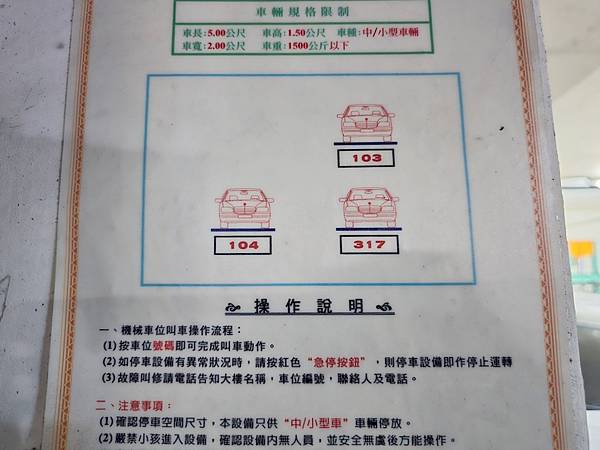 車輛規格限制
車長:5.00公尺 車高:1.50公尺 車種:中/小型車輛
車寬:2.00公尺 車重:1500公斤以下
103
104 317
操作說明
一、機械車位叫車操作流程：
(1)按車位號碼即可完成叫車動作。
(2)如停車設備有異常狀況時，請按紅色“急停按鈕”，則停車設備即作停止運轉
(3)故障叫修請電話告知大樓名稱，車位編號，聯絡人及電話。
二、注意事項：
(1)確認停車空間尺寸，本設備只供“中/小型車”車輛停放。
(2)嚴禁小孩進入設備，確認設備內無人員，並安全無虞後方能操作。